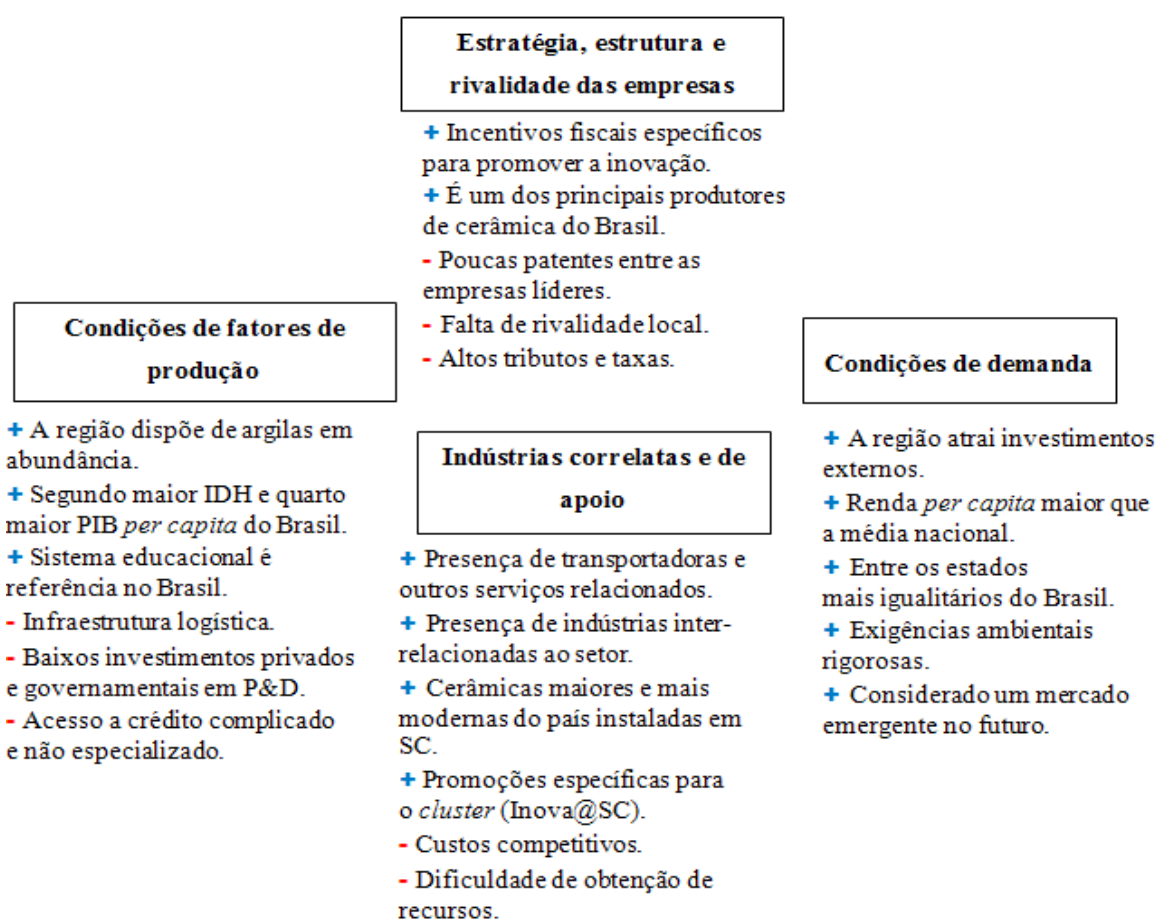 Estratégia, estrutura e
rivalidade das empresas
+ Incentivos fiscais específicos
para promover a inovação.
+ É um dos principais produtores
de cerâmica do Brasil.
- Poucas patentes entre as
empresas líderes.
- Falta de rivalidade local.
- Altos tributos e taxas.
Condições de fatores de
produção
+ A região dispõe de argilas em
abundância.
+ Segundo maior IDH e quarto
maior PIB per capita do Brasil.
+ Sistema educacional é
referência no Brasil.
- Infraestrutura logística.
- Baixos investimentos privados
e governamentais em P&D.
- Acesso a crédito complicado
e não especializado.
Indústrias correlatas e de
apoio
+ Presença de transportadoras e
outros serviços relacionados.
+ Presença de indústrias inter-
relacionadas ao setor.
+ Cerâmicas maiores e mais
modernas do país instaladas em
SC.
+ Promoções específicas para
o cluster (Inova@SC).
- Custos competitivos.
- Dificuldade de obtenção de
recursos.
Condições de demanda
+ A região atrai investimentos
externos.
+ Renda per capita maior que
a média nacional.
+ Entre os estados
mais igualitários do Brasil.
+ Exigências ambientais
rigorosas.
+ Considerado um mercado
emergente no futuro.